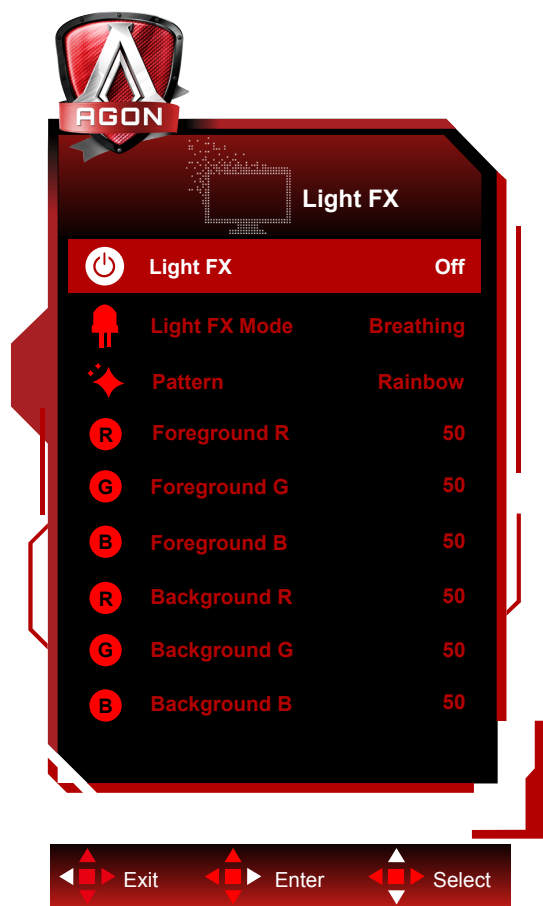 AGON
Light FX
Light FX Off
Light FX Mode Breathing
Pattern Rainbow
R Foreground R 50
G Foreground G 50
B Foreground B 50
R Background R 50
G Background G 50
B Background B 50
Exit Enter Select